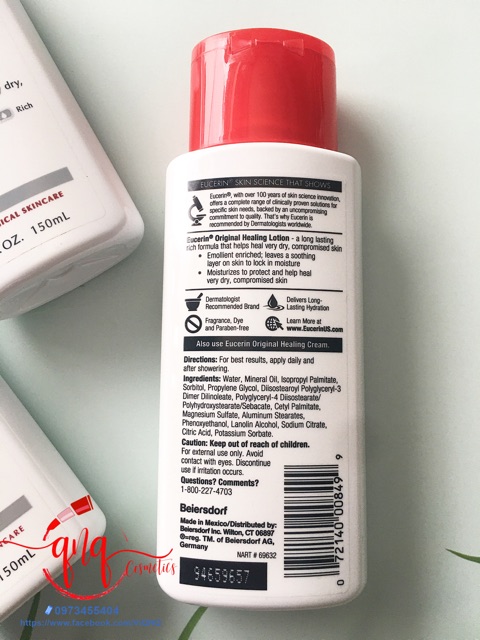 dry,
Rich
ICAL SKINCARE
OZ. 150mL
EUCERIN® SKIN SCIENCE THAT SHOWS
Eucerin®, with over 100 years of skin science innovation,
offers a complete range of clinically proven solutions for
specific skin needs, backed by an uncompromising
commitment to quality. That's why Eucerin is
recommended by Dermatologists worldwide.
Eucerin® Original Healing Lotion - a long lasting
rich formula that helps heal very dry, compromised skin
• Emollient enriched; leaves a soothing
layer on skin to lock in moisture
• Moisturizes to protect and help heal
very dry, compromised skin
Dermatologist
Recommended Brand
Delivers Long-
Lasting Hydration
Fragrance, Dye
and Paraben-free
Learn More at
www.EucerinUS.com
Also use Eucerin Original Healing Cream.
Directions: For best results, apply daily and
after showering.
Ingredients: Water, Mineral Oil, Isopropyl Palmitate,
Sorbitol, Propylene Glycol, Diisostearoyl Polyglyceryl-3
Dimer Dilinoleate, Polyglyceryl-4 Diisostearate/
Polyhydroxystearate/Sebacate, Cetyl Palmitate,
Magnesium Sulfate, Aluminum Stearates,
Phenoxyethanol, Lanolin Alcohol, Sodium Citrate,
Citric Acid, Potassium Sorbate.
Caution: Keep out of reach of children.
For external use only. Avoid
contact with eyes. Discontinue
use if irritation occurs.
Questions? Comments?
1-800-227-4703
Beiersdorf
Made in Mexico/Distributed by:
Beiersdorf Inc. Wilton, CT 06897
®=reg. TM. of Beiersdorf AG,
Germany
NART # 69632
94659657
0 72140 00849 9
NCARE
150mL
qnq
Cosmetics
0973455404
https://www.facebook.com